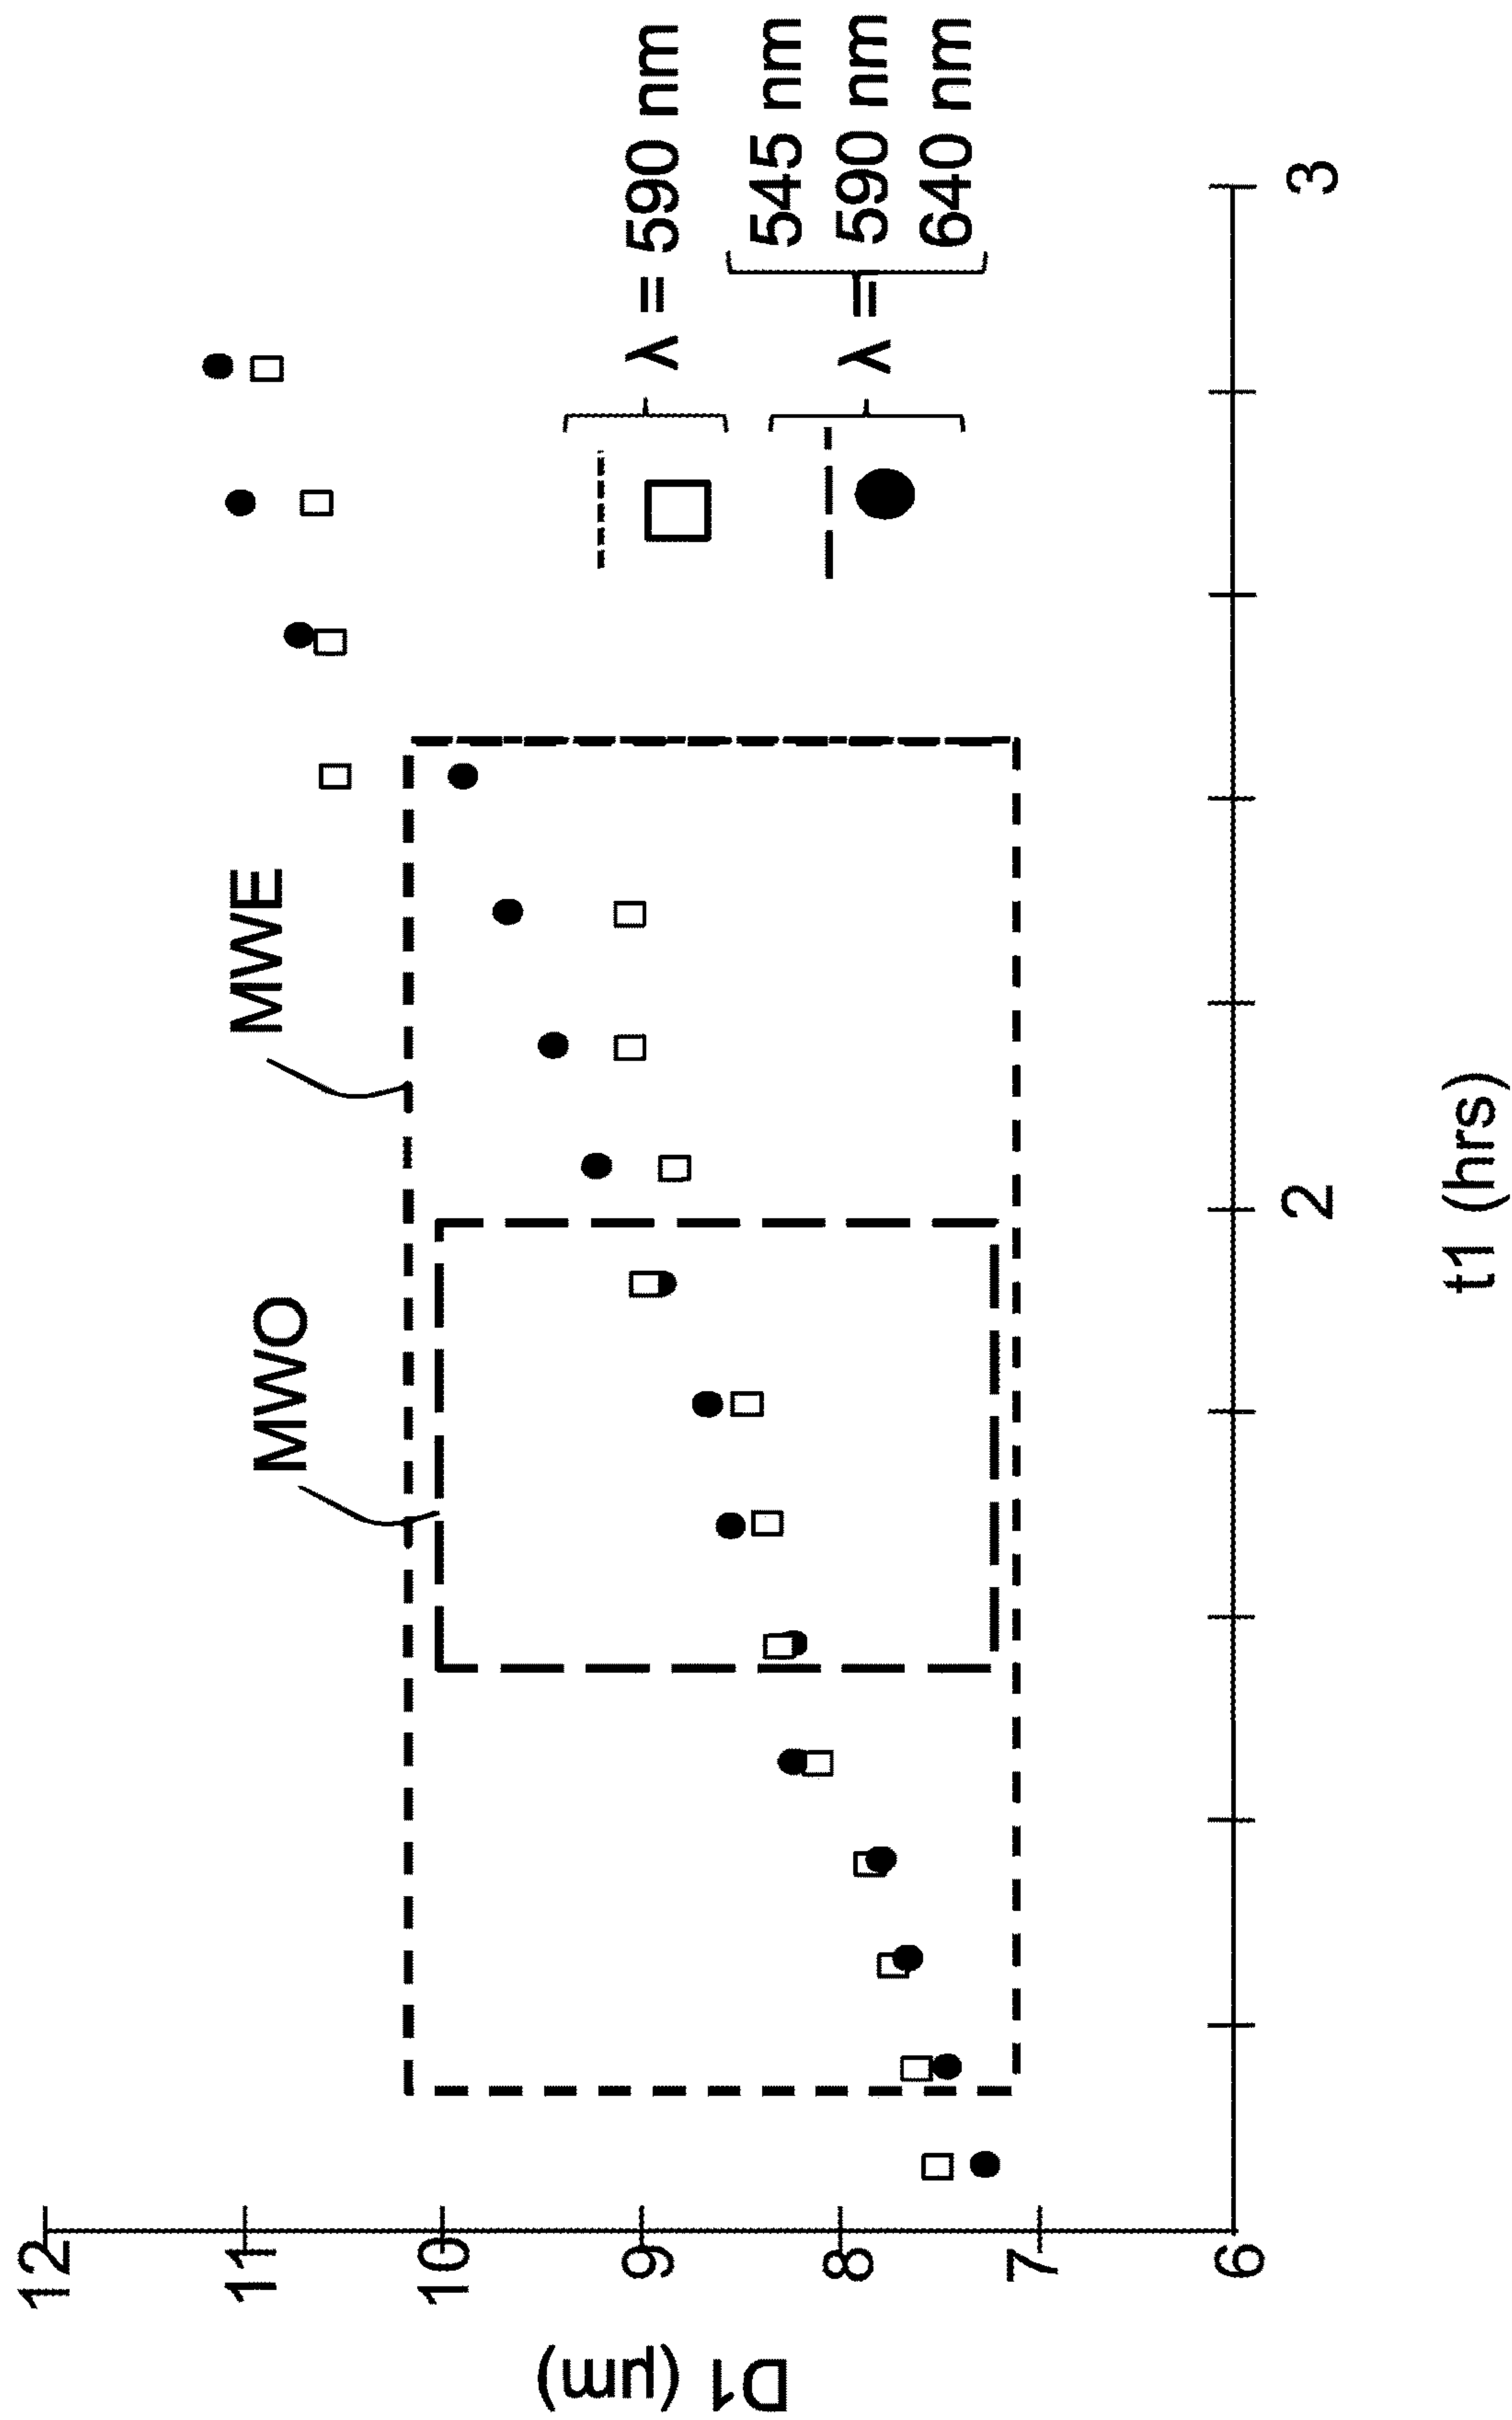 12
11
10
9
8
7
6
D1 (µm)
MWO
MWE
λ = 590 nm
λ = 545 nm
590 nm
640 nm
2
3
t1 (hrs)